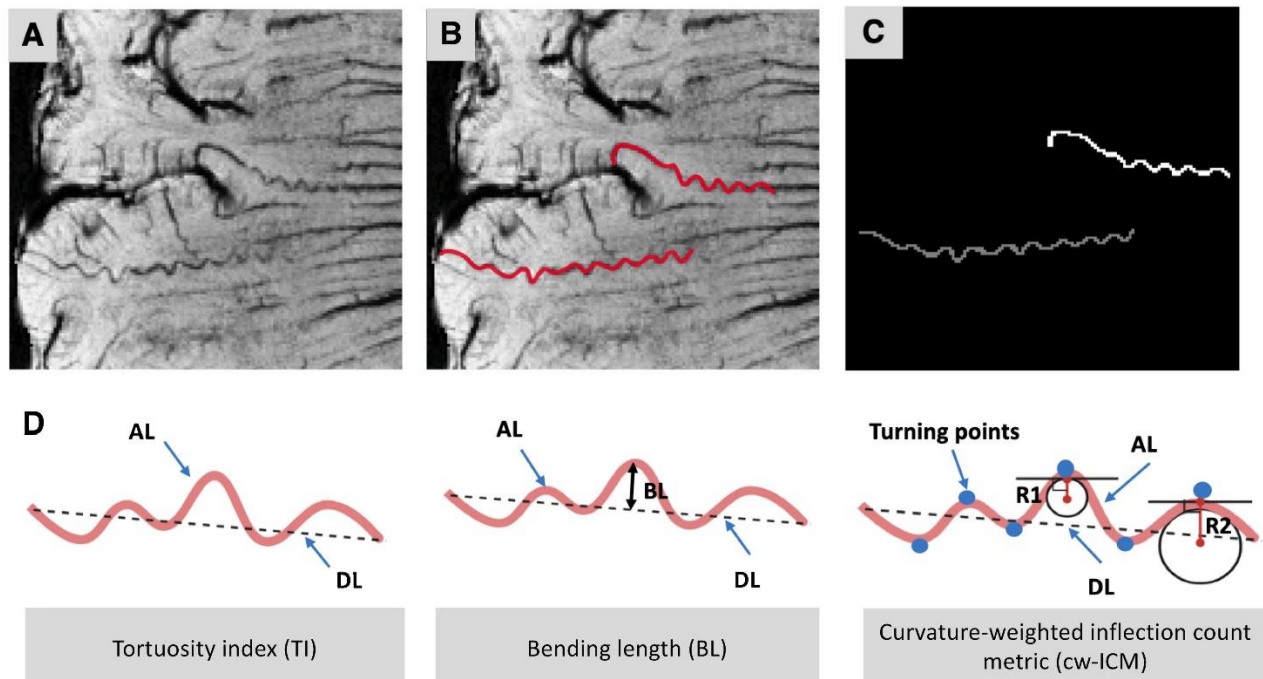 A
B
C
D
AL
DL
Tortuosity index (TI)
AL
BL
DL
Bending length (BL)
Turning points
AL
R1
R2
DL
Curvature-weighted inflection count
metric (cw-ICM)